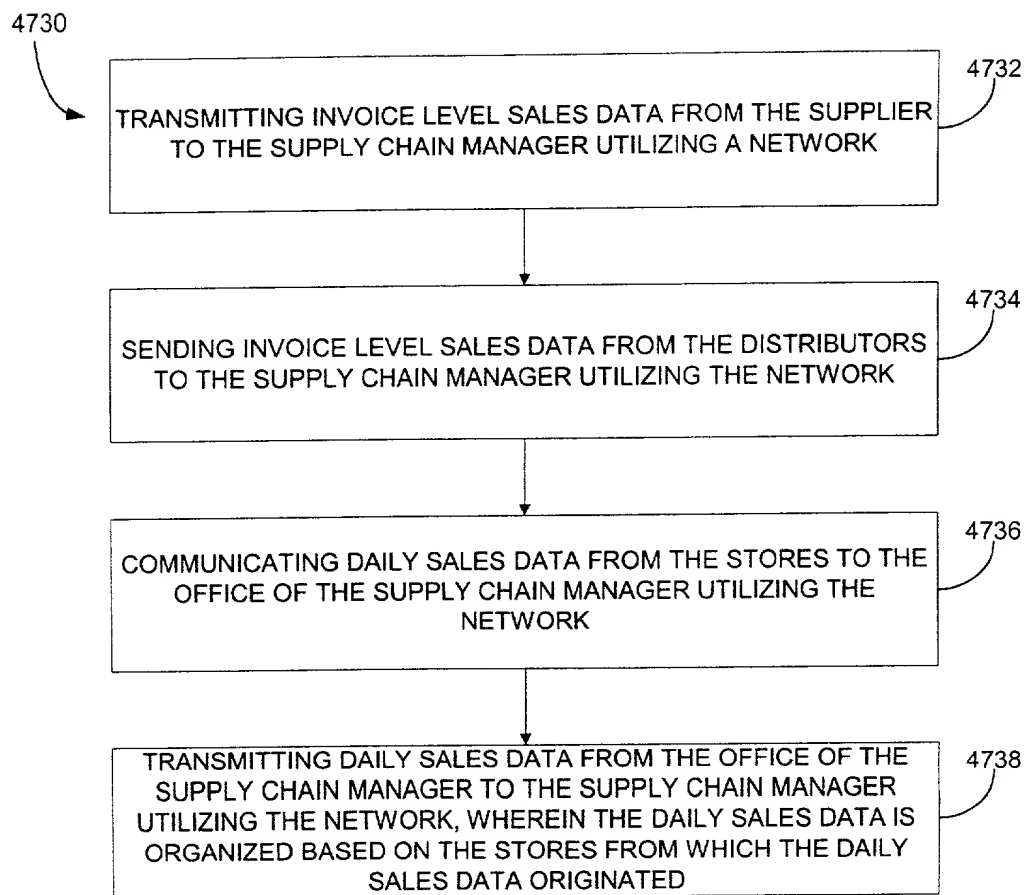 4730
4732
TRANSMITTING INVOICE LEVEL SALES DATA FROM THE SUPPLIER
TO THE SUPPLY CHAIN MANAGER UTILIZING A NETWORK
4734
SENDING INVOICE LEVEL SALES DATA FROM THE DISTRIBUTORS
TO THE SUPPLY CHAIN MANAGER UTILIZING THE NETWORK
4736
COMMUNICATING DAILY SALES DATA FROM THE STORES TO THE
OFFICE OF THE SUPPLY CHAIN MANAGER UTILIZING THE
NETWORK
4738
TRANSMITTING DAILY SALES DATA FROM THE OFFICE OF THE
SUPPLY CHAIN MANAGER TO THE SUPPLY CHAIN MANAGER
UTILIZING THE NETWORK, WHEREIN THE DAILY SALES DATA IS
ORGANIZED BASED ON THE STORES FROM WHICH THE DAILY
SALES DATA ORIGINATED